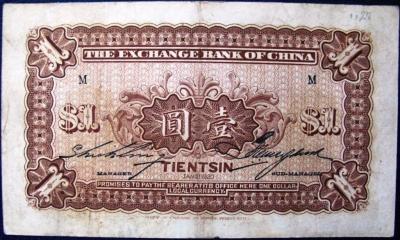 THE EXCHANGE BANK OF CHINA
M M
$1. $1.
圓壹
TIENTSIN
MANAGER SUB-MANAGER
PROMISES TO PAY THE BEARER AT ITS OFFICE HERE ONE DOLLAR
LOCAL CURRENCY.